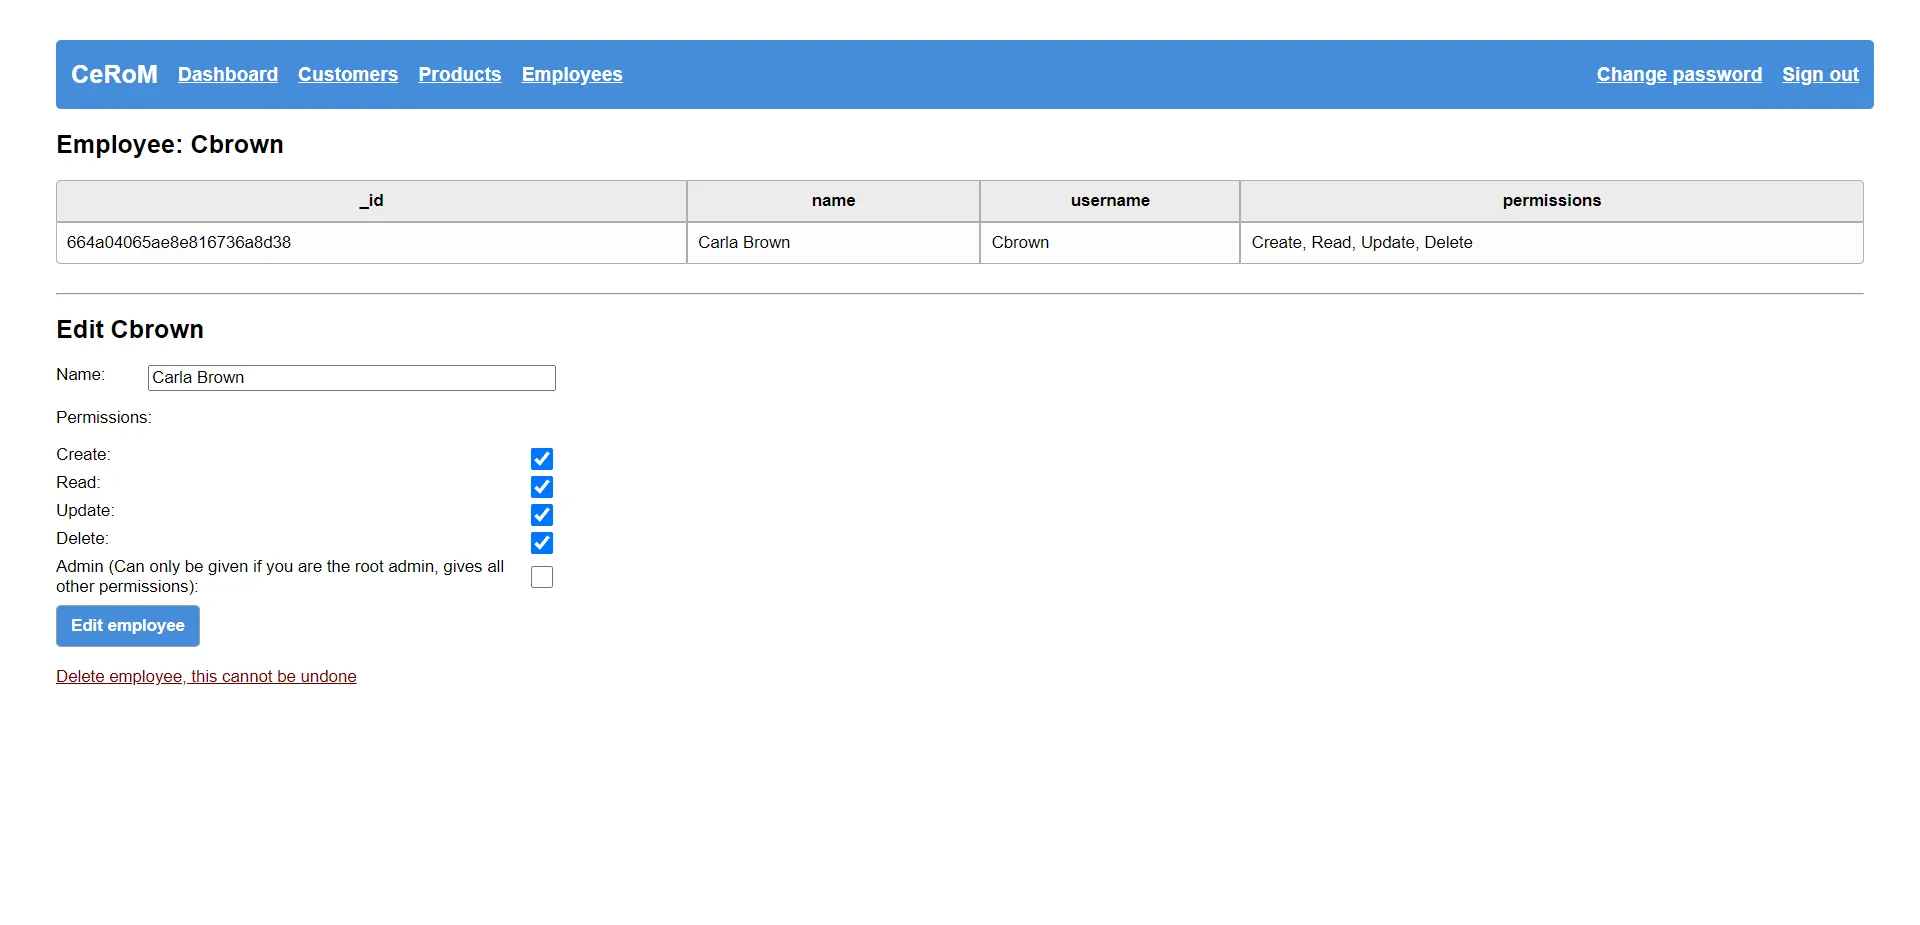 CeRoM Dashboard Customers Products Employees Change password Sign out
Employee: Cbrown
_id name username permissions
664a04065ae8e816736a8d38 Carla Brown Cbrown Create, Read, Update, Delete
Edit Cbrown
Name: Carla Brown
Permissions:
Create:
Read:
Update:
Delete:
Admin (Can only be given if you are the root admin, gives all
other permissions):
Edit employee
Delete employee, this cannot be undone